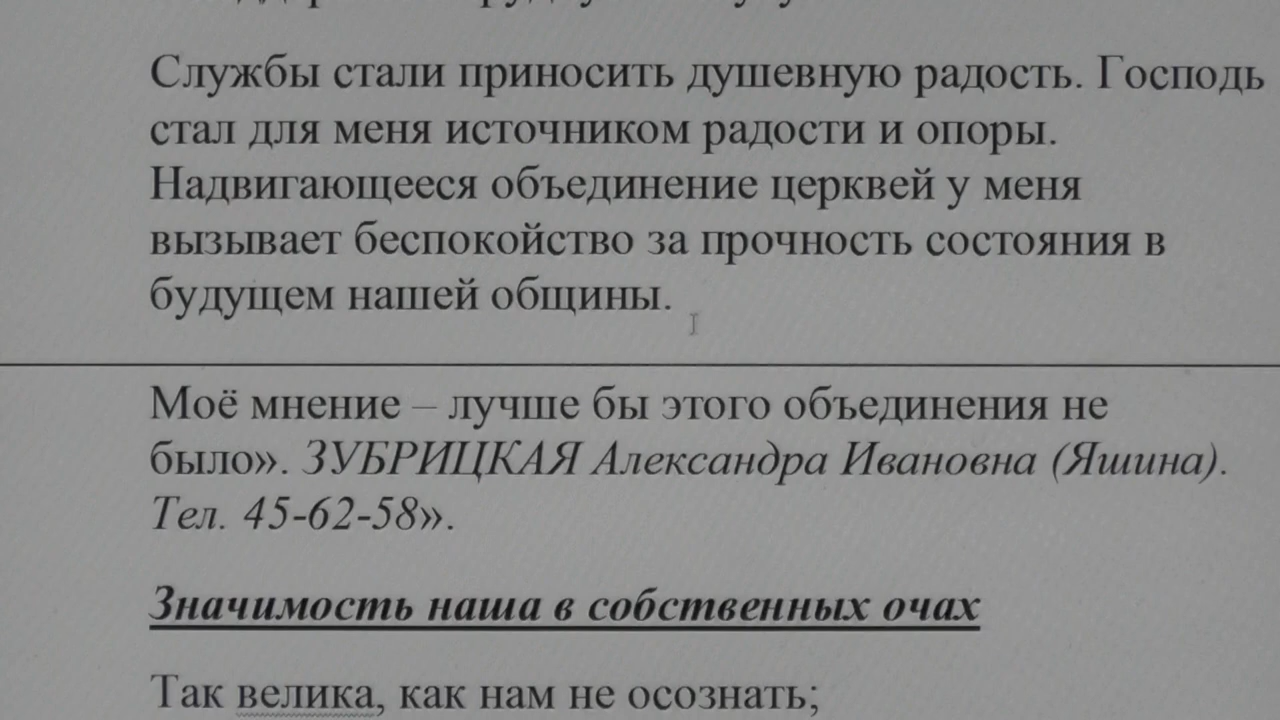 Службы стали приносить душевную радость. Господь
стал для меня источником радости и опоры.
Надвигающееся объединение церквей у меня
вызывает беспокойство за прочность состояния в
будущем нашей общины.
Моё мнение – лучше бы этого объединения не
было». ЗУБРИЦКАЯ Александра Ивановна (Яшина).
Тел. 45-62-58».
Значимость наша в собственных очах
Так велика, как нам не осознать;